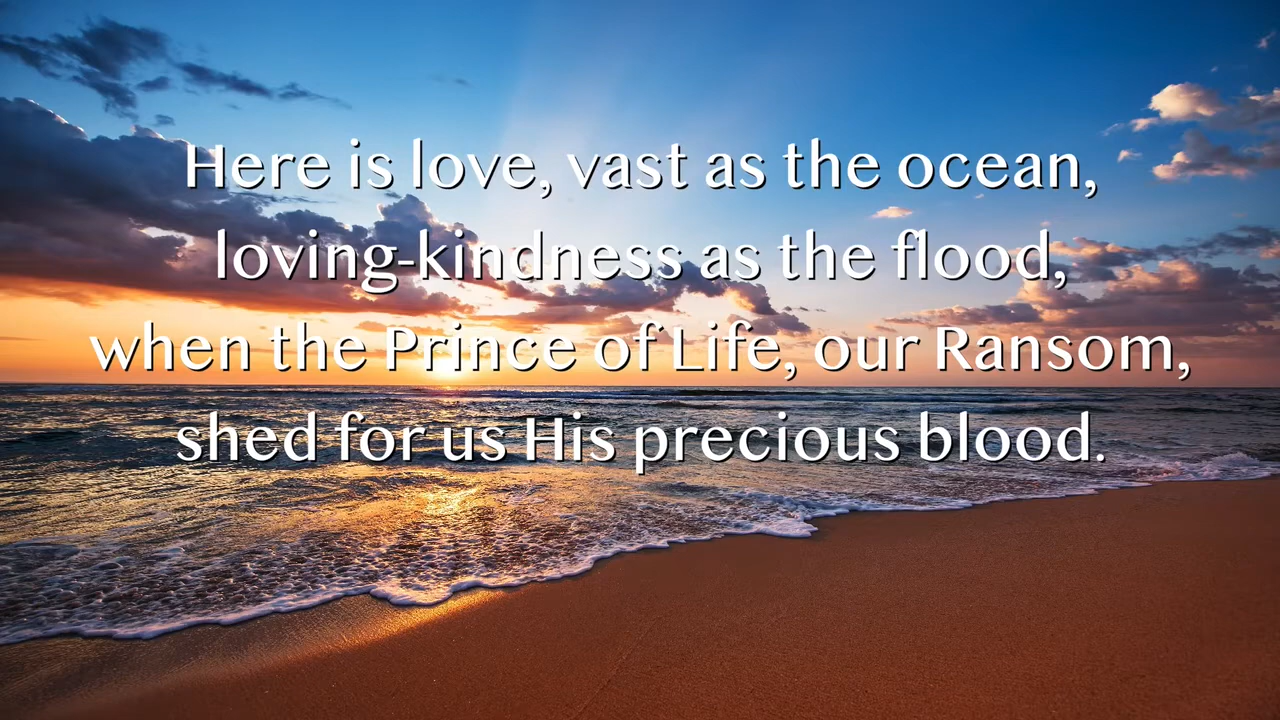 Here is love, vast as the ocean,
loving-kindness as the flood,
when the Prince of Life, our Ransom,
shed for us His precious blood.